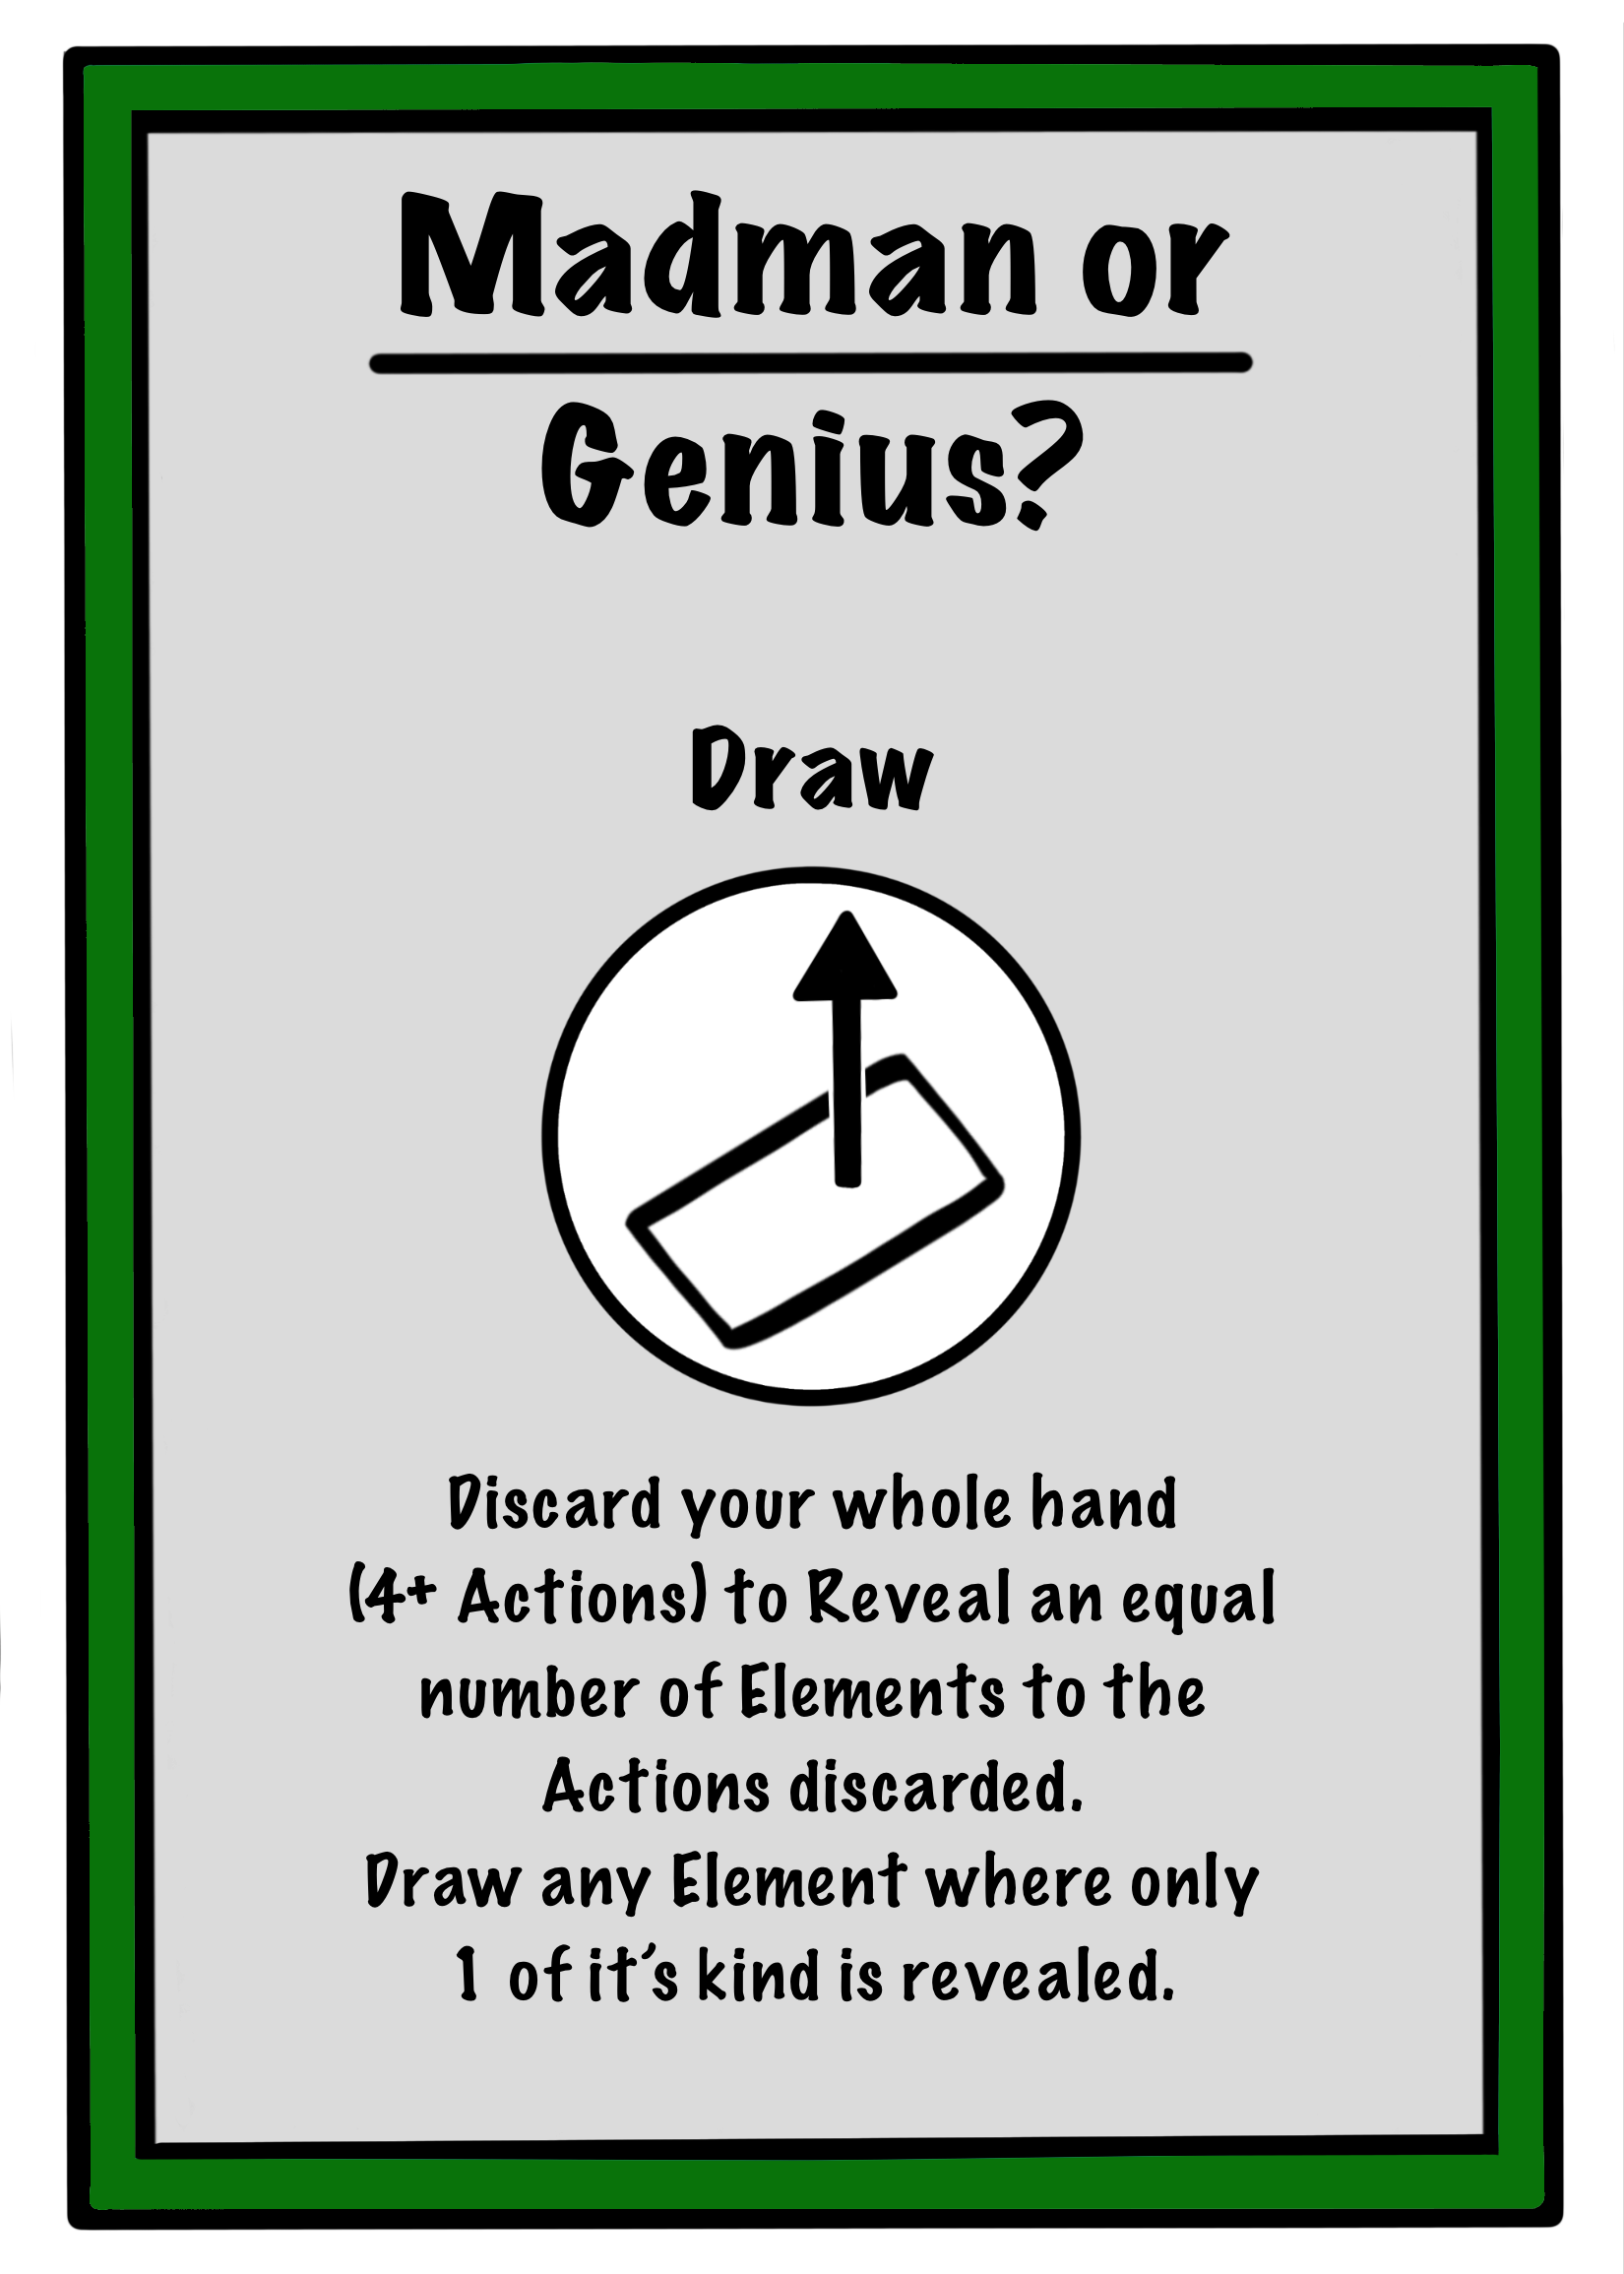 Madman or
Genius?
Draw
Discard your whole hand
(4+ Actions) to Reveal an equal
number of Elements to the
Actions discarded.
Draw any Element where only
1 of it's kind is revealed.